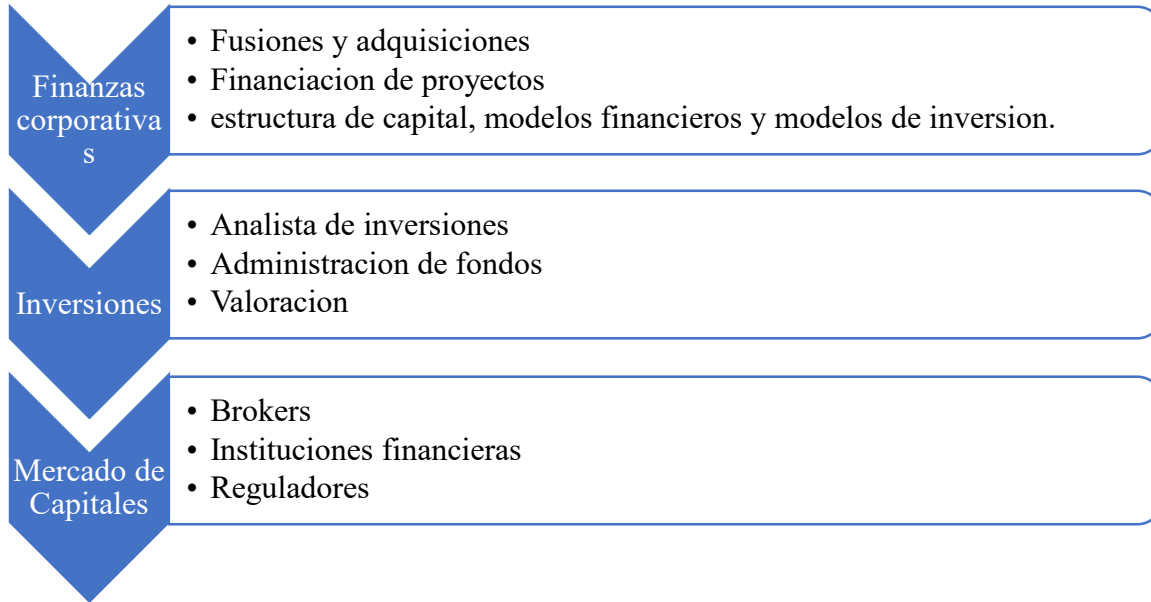 Finanzas
corporativa
s
• Fusiones y adquisiciones
• Financiacion de proyectos
• estructura de capital, modelos financieros y modelos de inversion.
Inversiones
• Analista de inversiones
• Administracion de fondos
• Valoracion
Mercado de
Capitales
• Brokers
• Instituciones financieras
• Reguladores